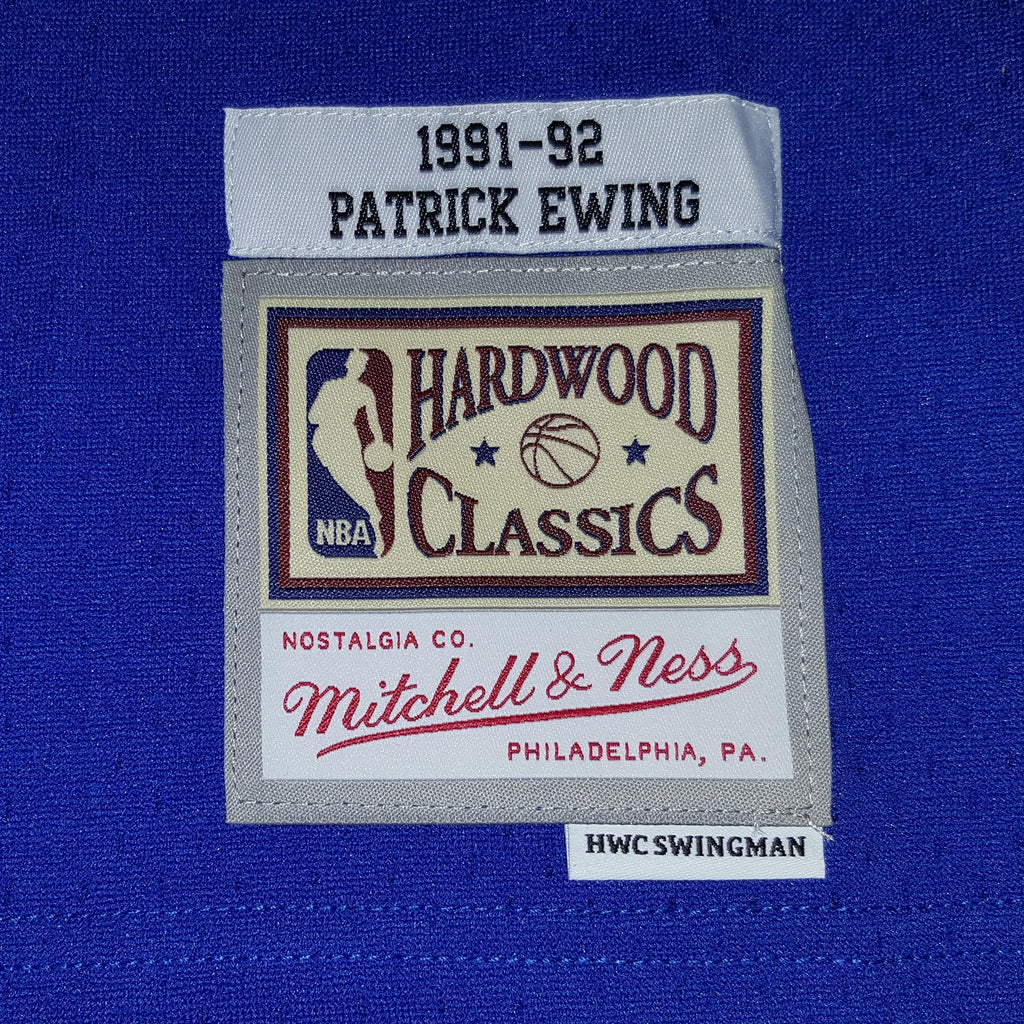 1991-92
PATRICK EWING
HARDWOOD
CLASSICS
NBA
NOSTALGIA CO.
Mitchell & Ness
PHILADELPHIA, PA.
HWC SWINGMAN